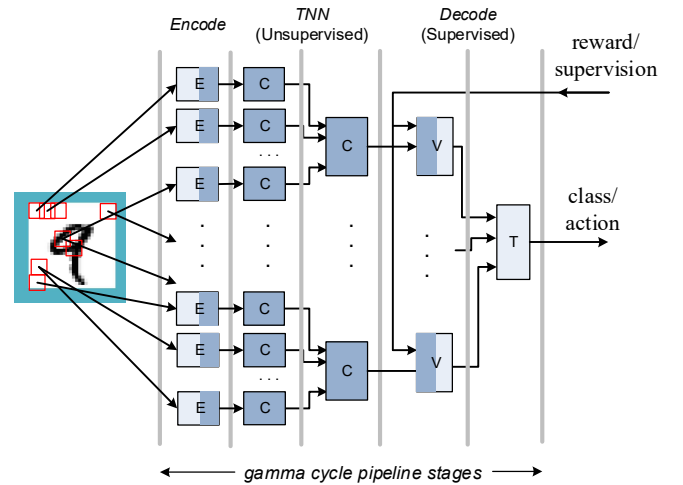 Encode
TNN
(Unsupervised)
Decode
(Supervised)
reward/
supervision
E C
E C
...
E C
C
V
class/
action
T
E C
E C
...
E C
C
V
gamma cycle pipeline stages